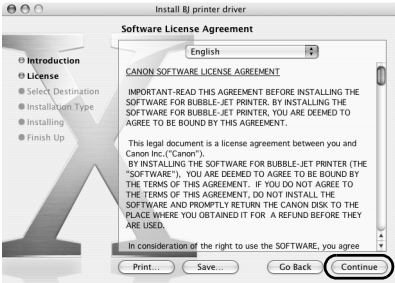 Install BJ printer driver
Software License Agreement
English
Introduction
License
Select Destination
Installation Type
Installing
Finish Up
CANON SOFTWARE LICENSE AGREEMENT
IMPORTANT-READ THIS AGREEMENT BEFORE INSTALLING THE
SOFTWARE FOR BUBBLE-JET PRINTER. BY INSTALLING THE
SOFTWARE FOR BUBBLE-JET PRINTER, YOU ARE DEEMED TO
AGREE TO BE BOUND BY THIS AGREEMENT.
This legal document is a license agreement between you and
Canon Inc.("Canon").
BY INSTALLING THE SOFTWARE FOR BUBBLE-JET PRINTER (THE
"SOFTWARE"), YOU ARE DEEMED TO AGREE TO BE BOUND BY
THE TERMS OF THIS AGREEMENT. IF YOU DO NOT AGREE TO
THE TERMS OF THIS AGREEMENT, DO NOT INSTALL THE
SOFTWARE AND PROMPTLY RETURN THE CANON DISK TO THE
PLACE WHERE YOU OBTAINED IT FOR A REFUND BEFORE THEY
ARE USED.
In consideration of the right to use the SOFTWARE, you agree
Print... Save... Go Back Continue